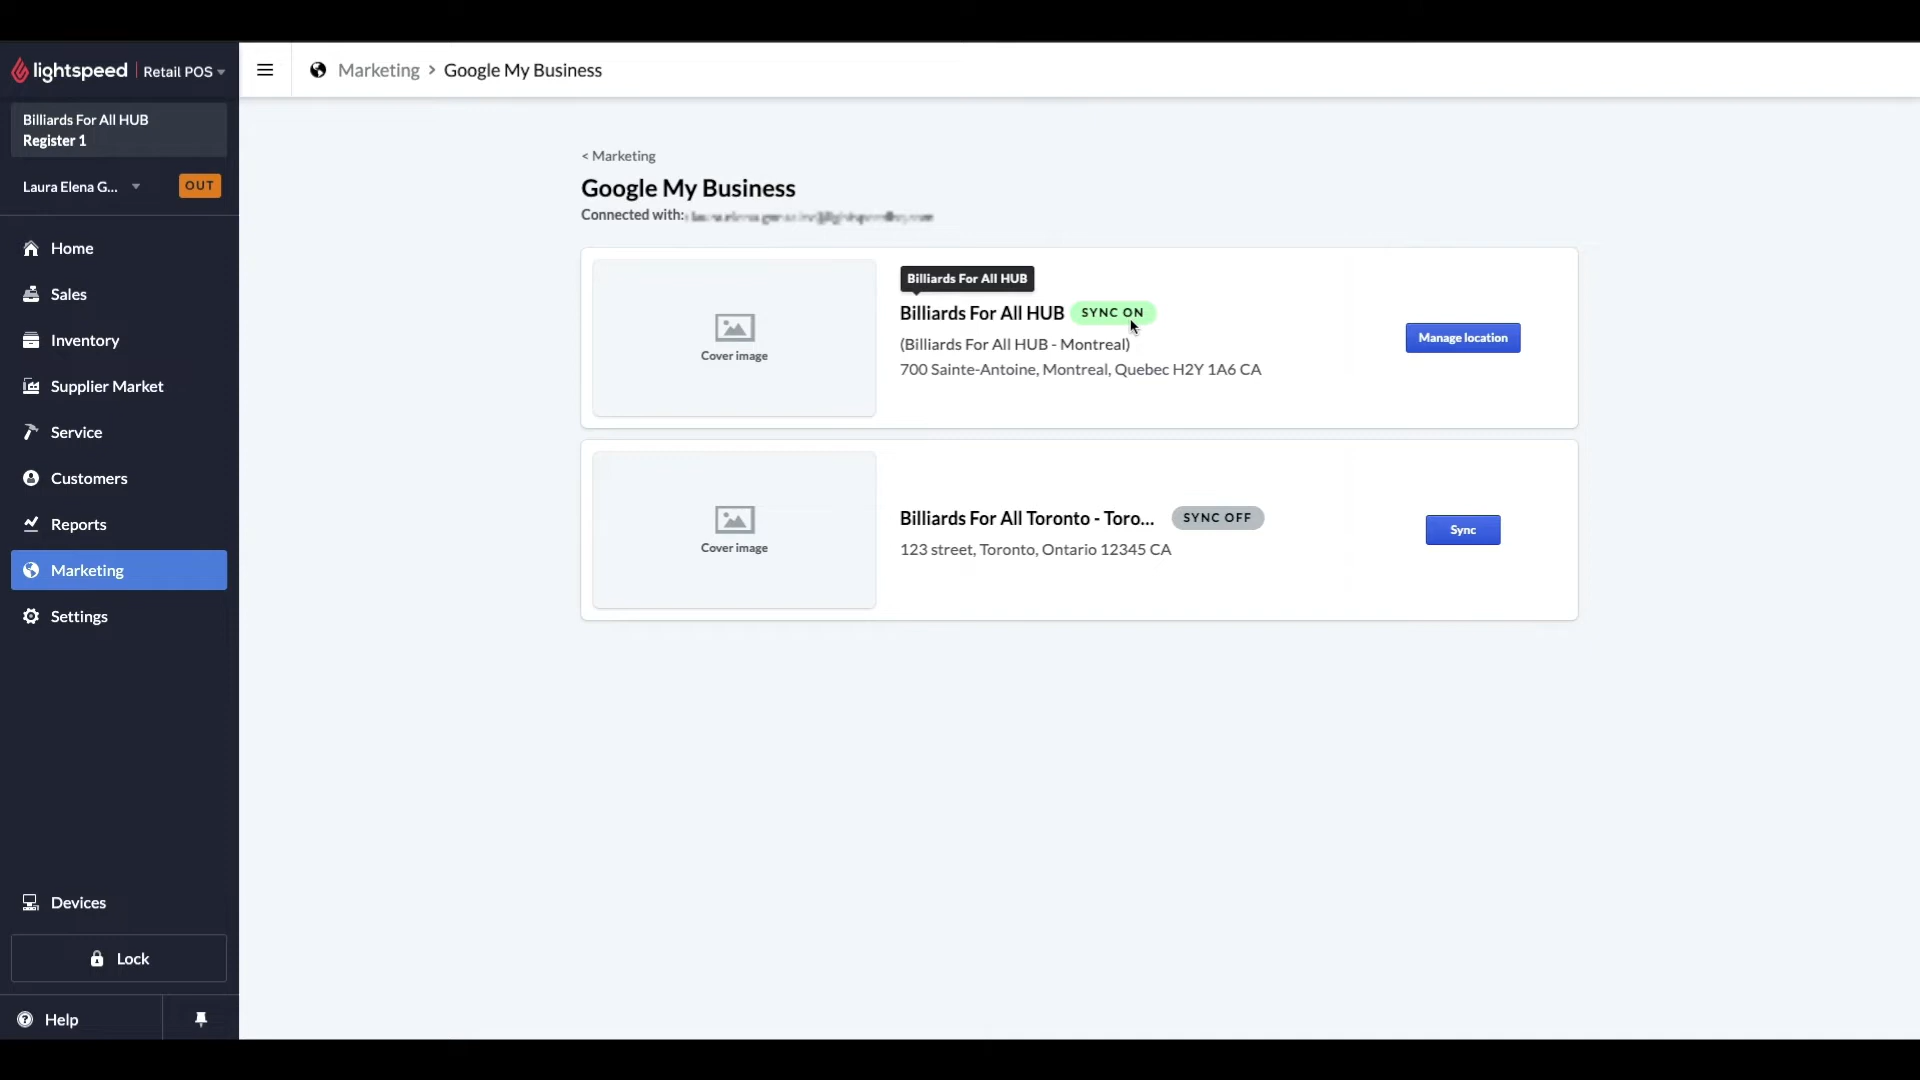 lightspeed Retail POS
Marketing > Google My Business
Billiards For All HUB
Register 1
Laura Elena G...
OUT
Home
Sales
Inventory
Supplier Market
Service
Customers
Reports
Marketing
Settings
Devices
Lock
Help
< Marketing
Google My Business
Connected with:
Cover image
Billiards For All HUB
Billiards For All HUB SYNC ON
(Billiards For All HUB - Montreal)
700 Sainte-Antoine, Montreal, Quebec H2Y 1A6 CA
Manage location
Cover image
Billiards For All Toronto - Toro... SYNC OFF
123 street, Toronto, Ontario 12345 CA
Sync